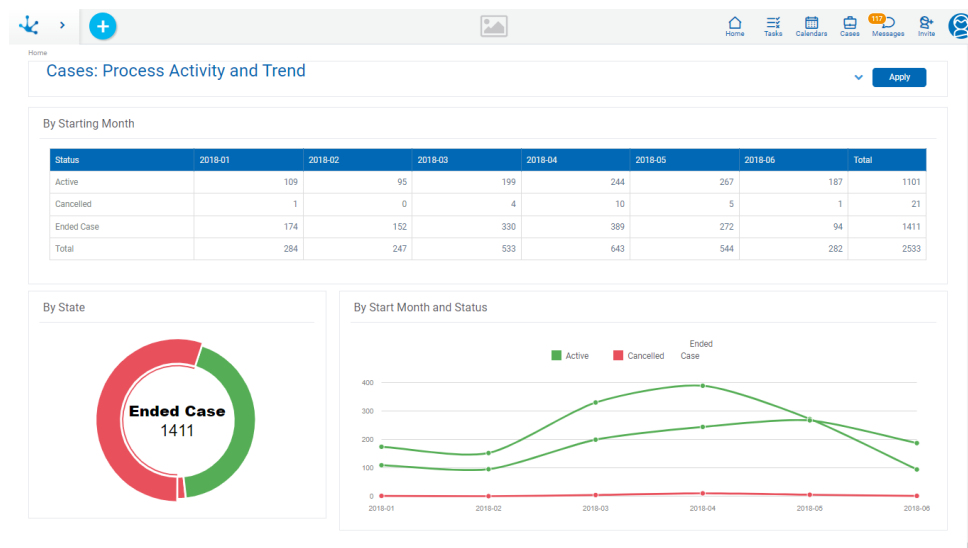 117
Home Tasks Calendars Cases Messages Invite
Home
Cases: Process Activity and Trend
Apply
By Starting Month
Status 2018-01 2018-02 2018-03 2018-04 2018-05 2018-06 Total
Active 109 95 199 244 267 187 1101
Cancelled 1 0 4 10 5 1 21
Ended Case 174 152 330 389 272 94 1411
Total 284 247 533 643 544 282 2533
By State
Ended Case
1411
By Start Month and Status
Active Cancelled Ended
Case
400
300
200
100
0
2018-01 2018-02 2018-03 2018-04 2018-05 2018-06